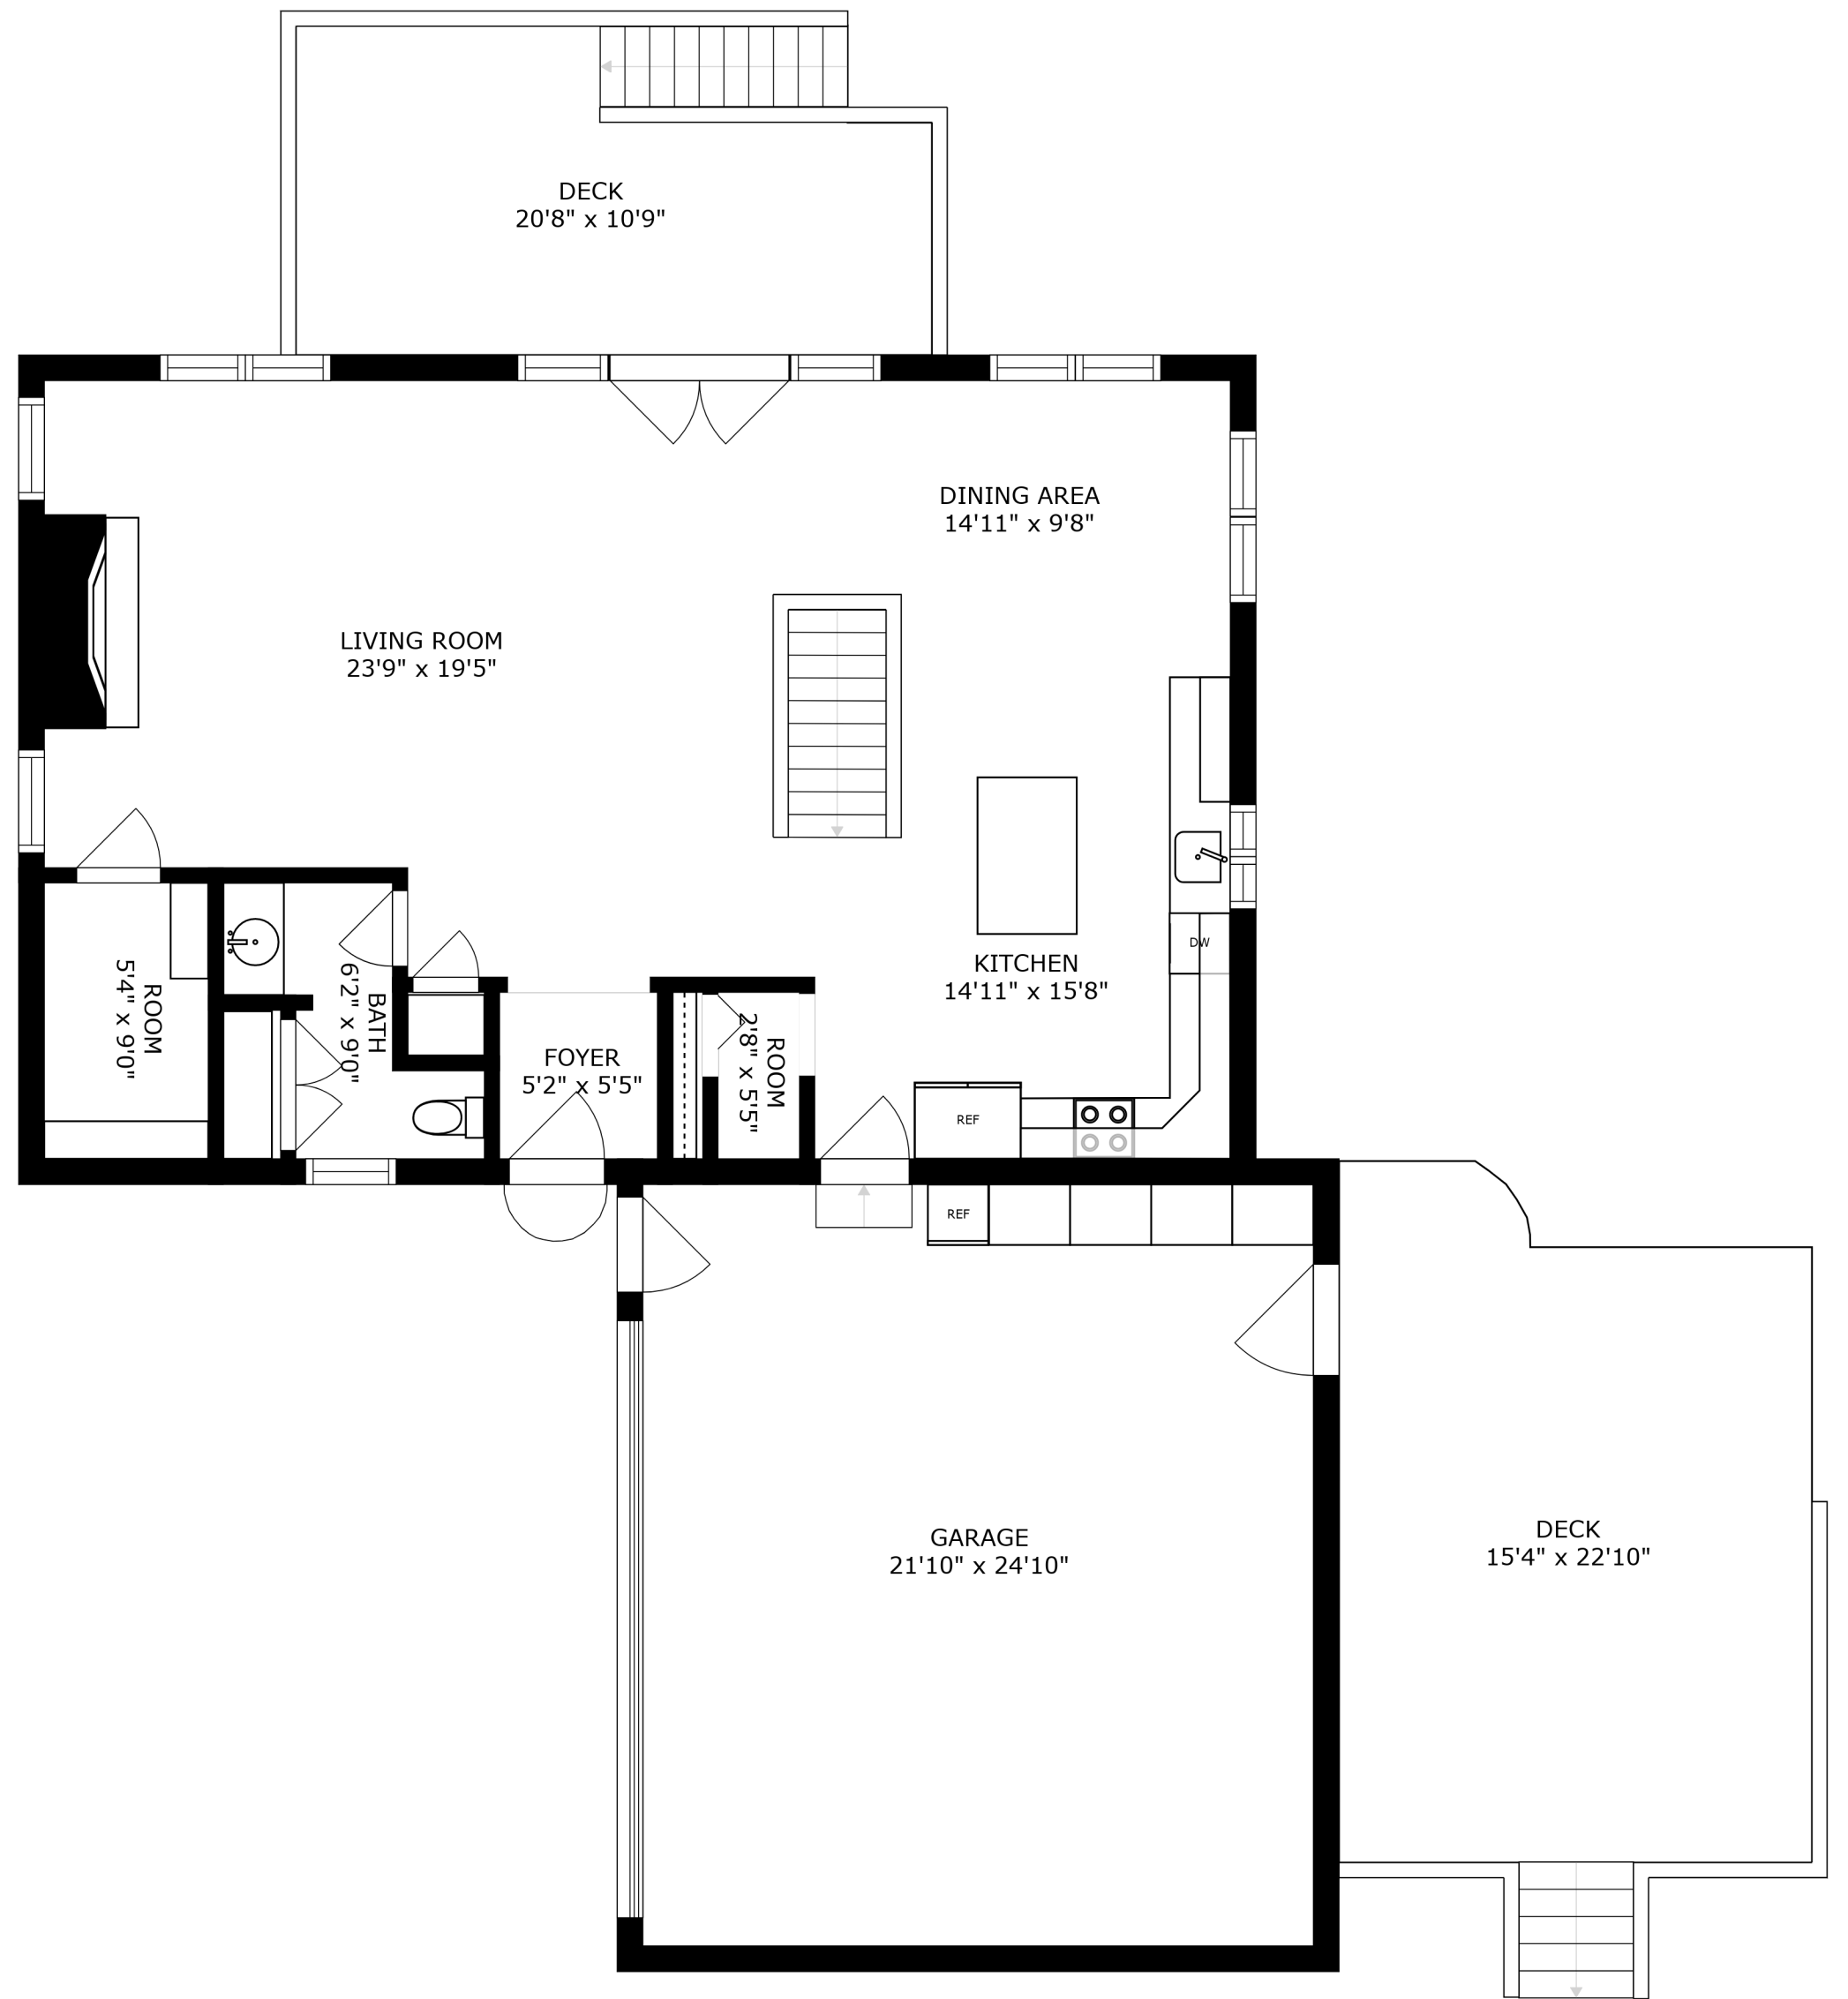 DECK
20'8" x 10'9"
DINING AREA
14'11" x 9'8"
LIVING ROOM
23'9" x 19'5"
DW
KITCHEN
14'11" x 15'8"
ROOM
5'4" x 9'0"
BATH
6'2" x 9'0"
FOYER
5'2" x 5'5"
ROOM
2'8" x 5'5"
REF
REF
GARAGE
21'10" x 24'10"
DECK
15'4" x 22'10"